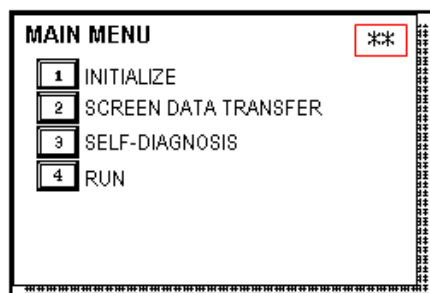 MAIN MENU **
1 INITIALIZE
2 SCREEN DATA TRANSFER
3 SELF-DIAGNOSIS
4 RUN